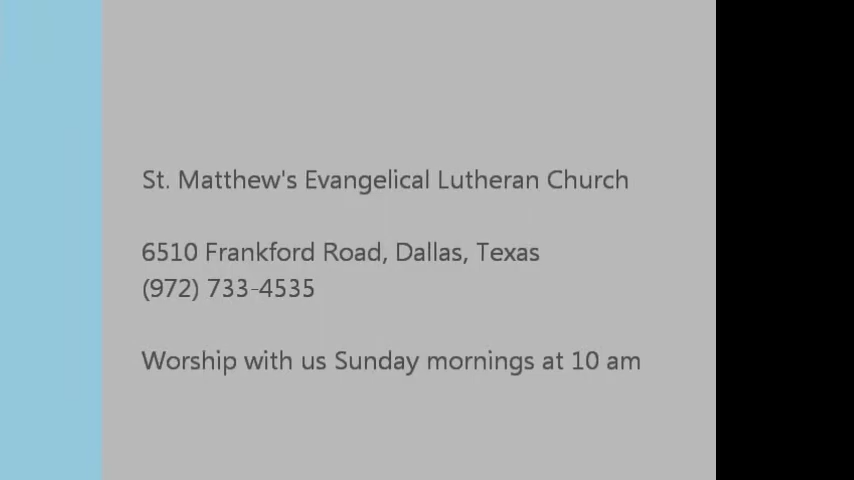 St. Matthew's Evangelical Lutheran Church
6510 Frankford Road, Dallas, Texas
(972) 733-4535
Worship with us Sunday mornings at 10 am